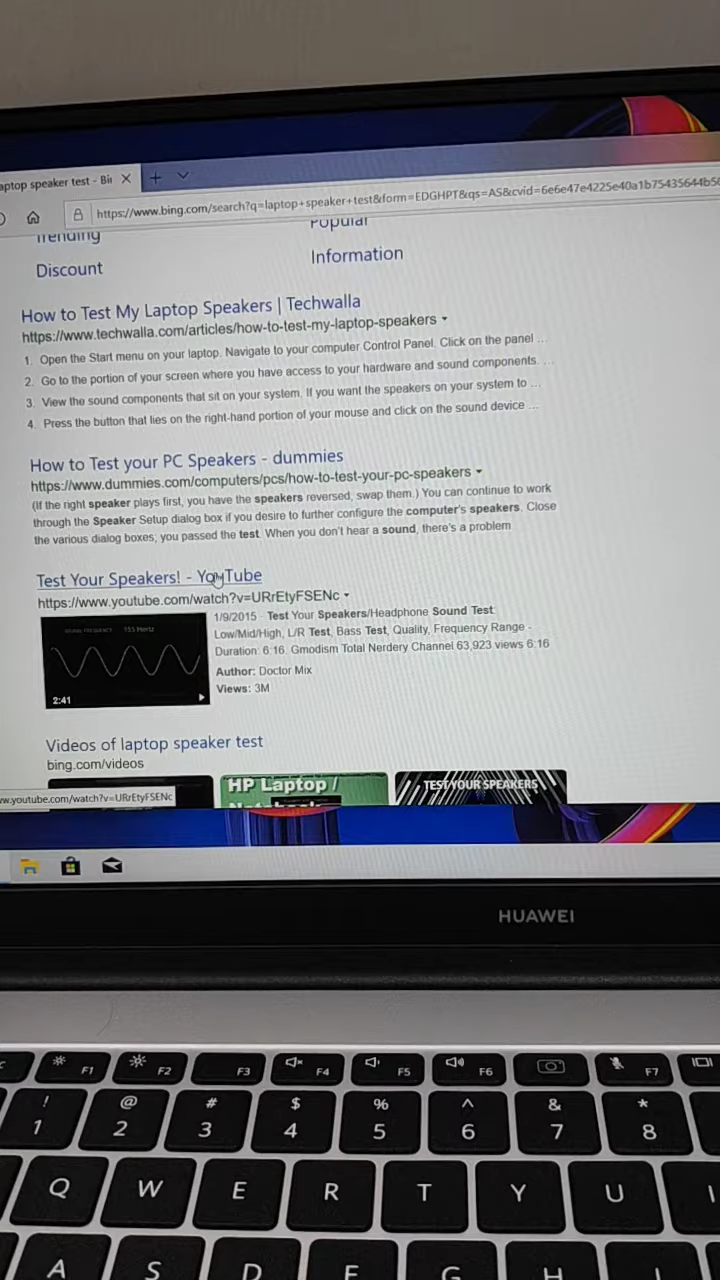 aptop speaker test - Bi
https://www.bing.com/search?q=laptop+speaker+test&form=EDGHPT&qs=AS&cvid=6e6e47e4225e40a1b75435644b50
Trending
Popular
Discount
Information
How to Test My Laptop Speakers | Techwalla
https://www.techwalla.com/articles/how-to-test-my-laptop-speakers
1. Open the Start menu on your laptop. Navigate to your computer Control Panel. Click on the panel ...
2. Go to the portion of your screen where you have access to your hardware and sound components. ...
3. View the sound components that sit on your system. If you want the speakers on your system to ...
4. Press the button that lies on the right-hand portion of your mouse and click on the sound device ...
How to Test your PC Speakers - dummies
https://www.dummies.com/computers/pcs/how-to-test-your-pc-speakers
(If the right speaker plays first, you have the speakers reversed; swap them.) You can continue to work
through the Speaker Setup dialog box if you desire to further configure the computer's speakers. Close
the various dialog boxes; you passed the test. When you don't hear a sound, there's a problem
Test Your Speakers! - YouTube
https://www.youtube.com/watch?v=URrEtyFSENc
1/9/2015 · Test Your Speakers/Headphone Sound Test:
Low/Mid/High, L/R Test, Bass Test, Quality, Frequency Range -
Duration: 6:16. Gmodism Total Nerdery Channel 63,923 views 6:16
Author: Doctor Mix
Views: 3M
155 Hertz
2:41
Videos of laptop speaker test
bing.com/videos
HP Laptop /
TEST YOUR SPEAKERS
ww.youtube.com/watch?v=URrEtyFSENc
HUAWEI
F1 F2 F3 F4 F5 F6 F7
! @ # $ % ^ & *
1 2 3 4 5 6 7 8
Q W E R T Y U I
A S D F G H